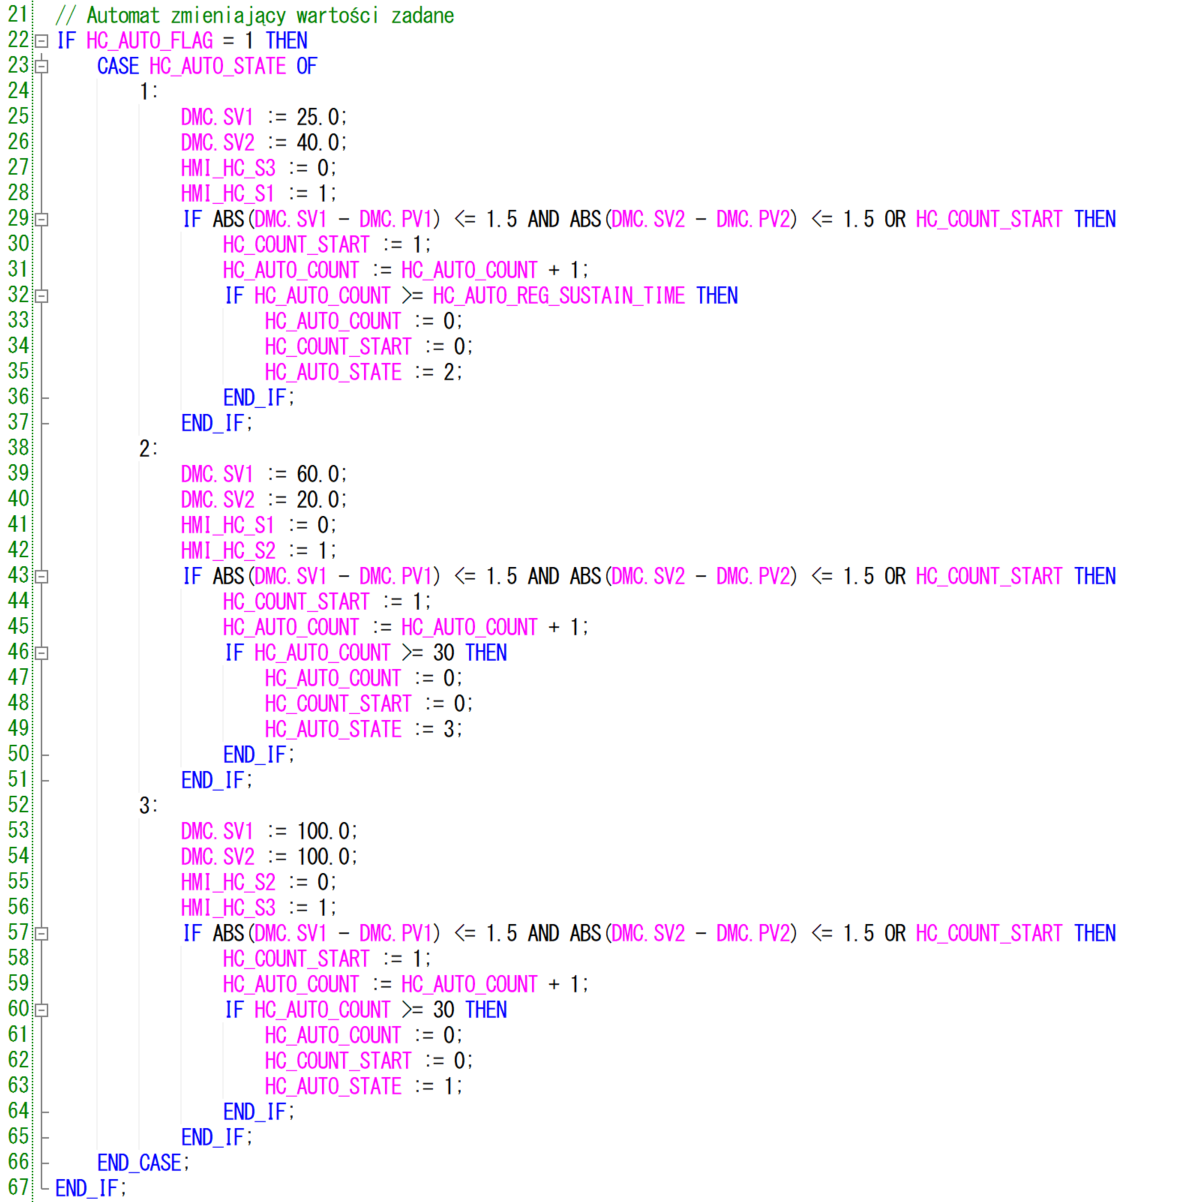 21 // Automat zmieniający wartości zadane
22 IF HC_AUTO_FLAG = 1 THEN
23 CASE HC_AUTO_STATE OF
24 1:
25 DMC.SV1 := 25.0;
26 DMC.SV2 := 40.0;
27 HMI_HC_S3 := 0;
28 HMI_HC_S1 := 1;
29 IF ABS(DMC.SV1 - DMC.PV1) <= 1.5 AND ABS(DMC.SV2 - DMC.PV2) <= 1.5 OR HC_COUNT_START THEN
30 HC_COUNT_START := 1;
31 HC_AUTO_COUNT := HC_AUTO_COUNT + 1;
32 IF HC_AUTO_COUNT >= HC_AUTO_REG_SUSTAIN_TIME THEN
33 HC_AUTO_COUNT := 0;
34 HC_COUNT_START := 0;
35 HC_AUTO_STATE := 2;
36 END_IF;
37 END_IF;
38 2:
39 DMC.SV1 := 60.0;
40 DMC.SV2 := 20.0;
41 HMI_HC_S1 := 0;
42 HMI_HC_S2 := 1;
43 IF ABS(DMC.SV1 - DMC.PV1) <= 1.5 AND ABS(DMC.SV2 - DMC.PV2) <= 1.5 OR HC_COUNT_START THEN
44 HC_COUNT_START := 1;
45 HC_AUTO_COUNT := HC_AUTO_COUNT + 1;
46 IF HC_AUTO_COUNT >= 30 THEN
47 HC_AUTO_COUNT := 0;
48 HC_COUNT_START := 0;
49 HC_AUTO_STATE := 3;
50 END_IF;
51 END_IF;
52 3:
53 DMC.SV1 := 100.0;
54 DMC.SV2 := 100.0;
55 HMI_HC_S2 := 0;
56 HMI_HC_S3 := 1;
57 IF ABS(DMC.SV1 - DMC.PV1) <= 1.5 AND ABS(DMC.SV2 - DMC.PV2) <= 1.5 OR HC_COUNT_START THEN
58 HC_COUNT_START := 1;
59 HC_AUTO_COUNT := HC_AUTO_COUNT + 1;
60 IF HC_AUTO_COUNT >= 30 THEN
61 HC_AUTO_COUNT := 0;
62 HC_COUNT_START := 0;
63 HC_AUTO_STATE := 1;
64 END_IF;
65 END_IF;
66 END_CASE;
67 END_IF;